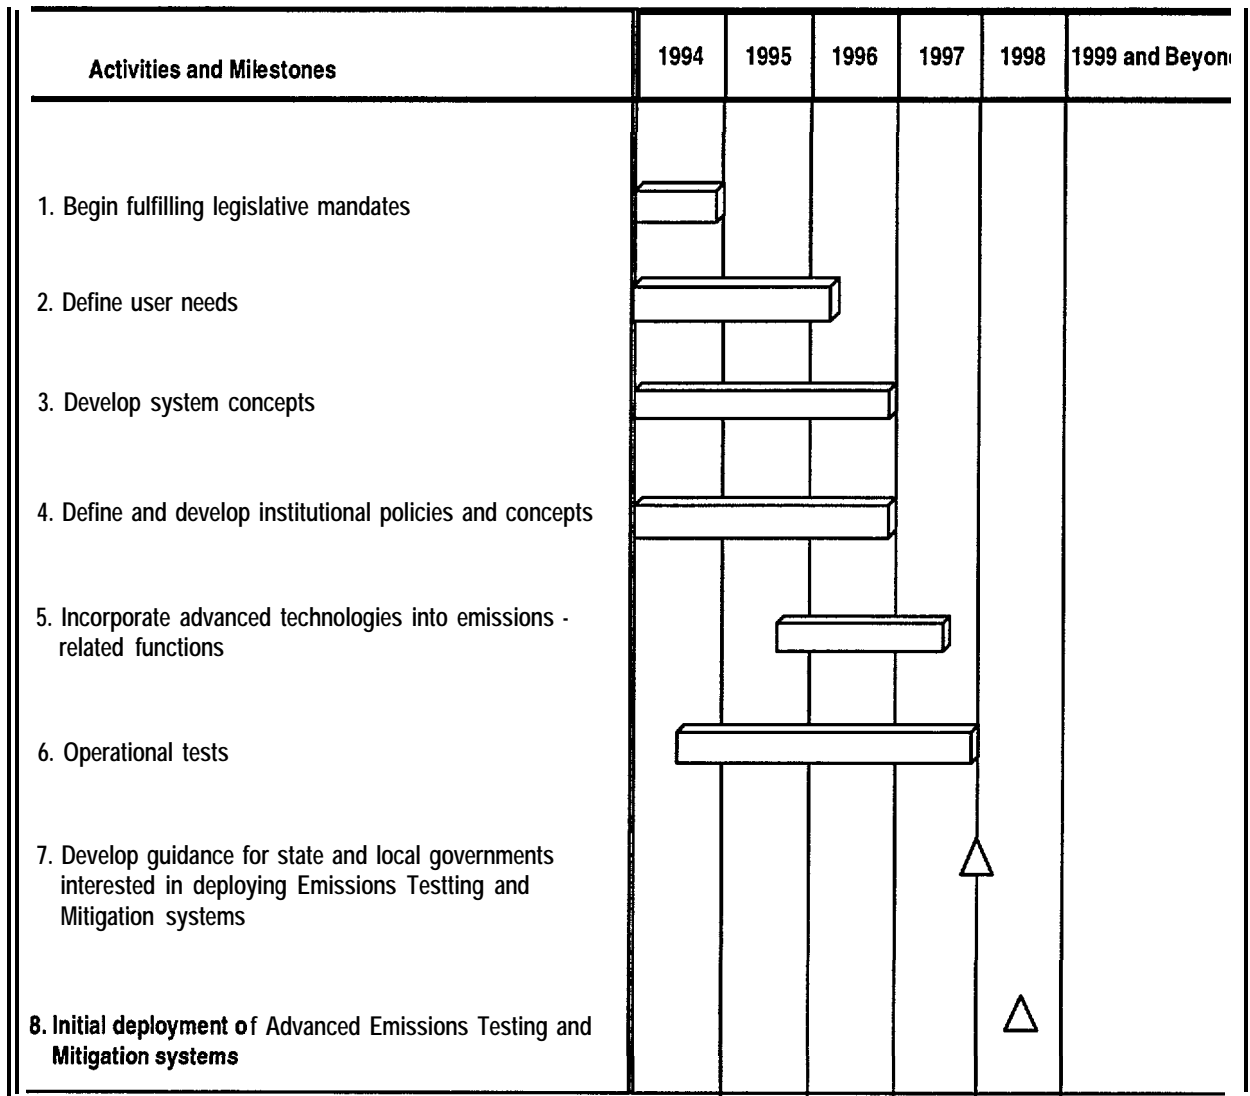 Activities and Milestones
1994 1995 1996 1997 1998 1999 and Beyon
1. Begin fulfilling legislative mandates
2. Define user needs
3. Develop system concepts
4. Define and develop institutional policies and concepts
5. Incorporate advanced technologies into emissions -
related functions
6. Operational tests
7. Develop guidance for state and local governments
interested in deploying Emissions Testting and
Mitigation systems
8. Initial deployment of Advanced Emissions Testing and
Mitigation systems